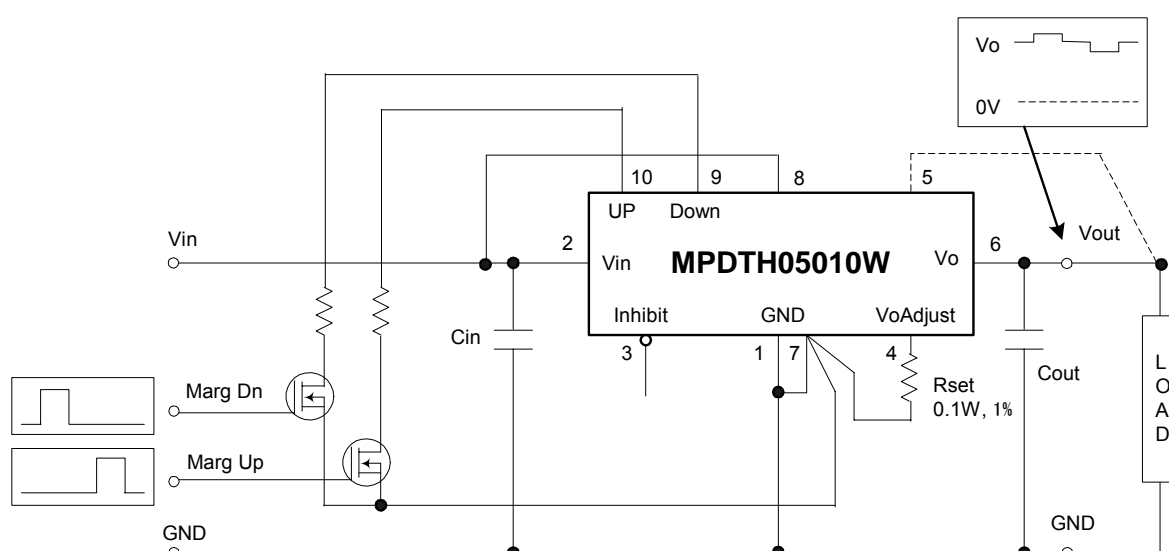 Vo
0V
10
9
8
5
UP
Down
Vin
2
6
Vout
Vin
MPDTH05010W
Vo
Inhibit
GND
VoAdjust
Cin
3
1
7
4
Rset
0.1W, 1%
Cout
L
O
A
D
Marg Dn
Marg Up
GND
GND